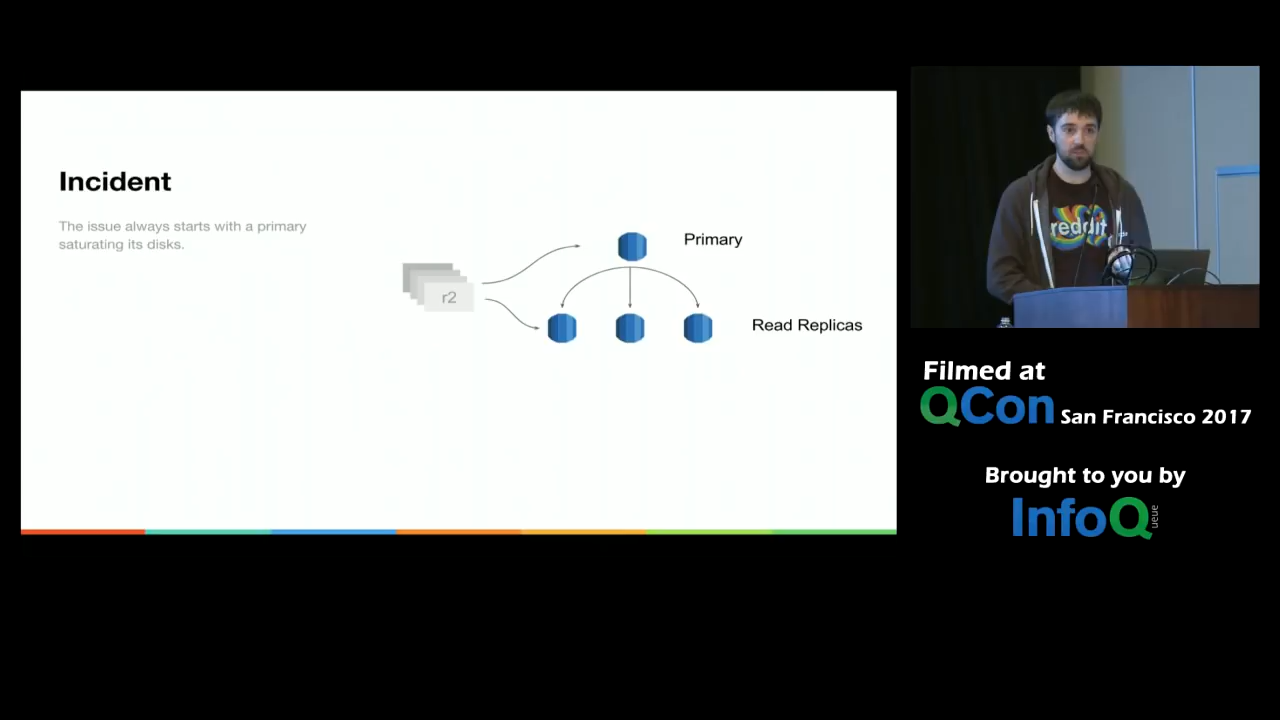 Incident
The issue always starts with a primary
saturating its disks.
r2
Primary
Read Replicas
reddit
Filmed at
QCon San Francisco 2017
Brought to you by
InfoQ
ueue